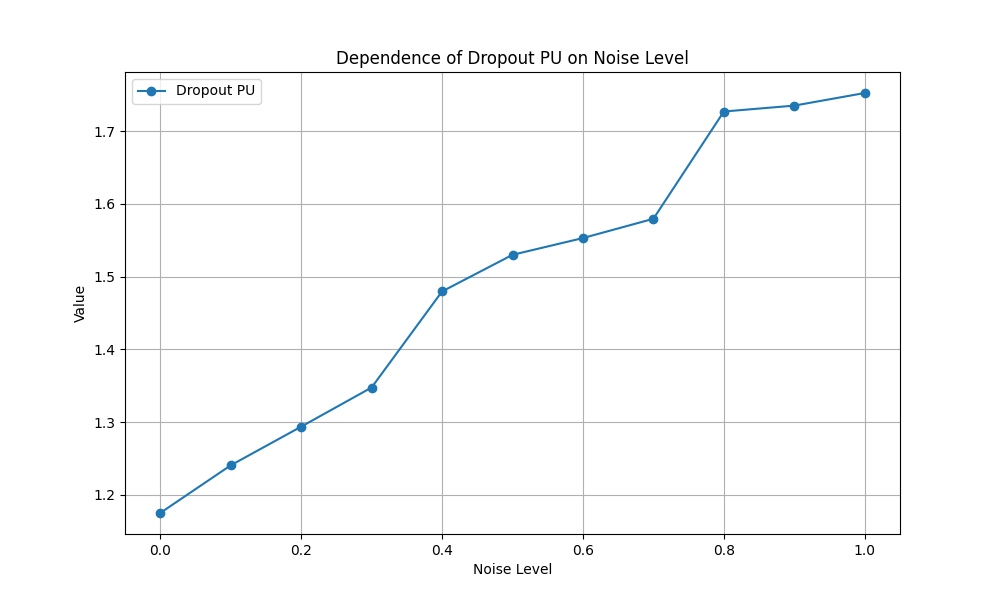 Dependence of Dropout PU on Noise Level
Dropout PU
1.7
1.6
1.5
1.4
1.3
1.2
Value
0.0 0.2 0.4 0.6 0.8 1.0
Noise Level